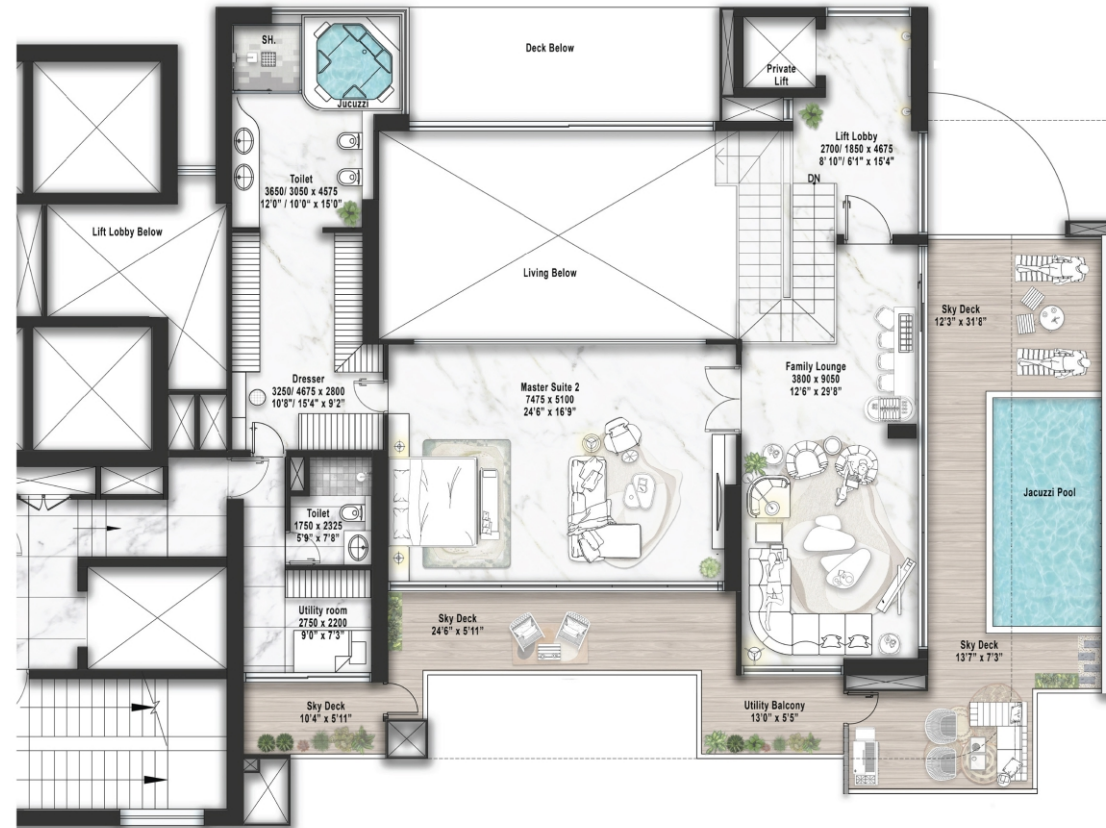 SH.
Jucuzzi
Deck Below
Private
Lift
Lift Lobby
2700/ 1850 x 4675
8' 10"/ 6'1" x 15'4"
DN
Toilet
3650/ 3050 x 4575
12'0" / 10'0" x 15'0"
Lift Lobby Below
Living Below
Sky Deck
12'3" x 31'8"
Dresser
3250/ 4675 x 2800
10'8"/ 15'4" x 9'2"
Master Suite 2
7475 x 5100
24'6" x 16'9"
Family Lounge
3800 x 9050
12'6" x 29'8"
Jacuzzi Pool
Toilet
1750 x 2325
5'9" x 7'8"
Utility room
2750 x 2200
9'0" x 7'3"
Sky Deck
24'6" x 5'11"
Sky Deck
13'7" x 7'3"
Sky Deck
10'4" x 5'11"
Utility Balcony
13'0" x 5'5"